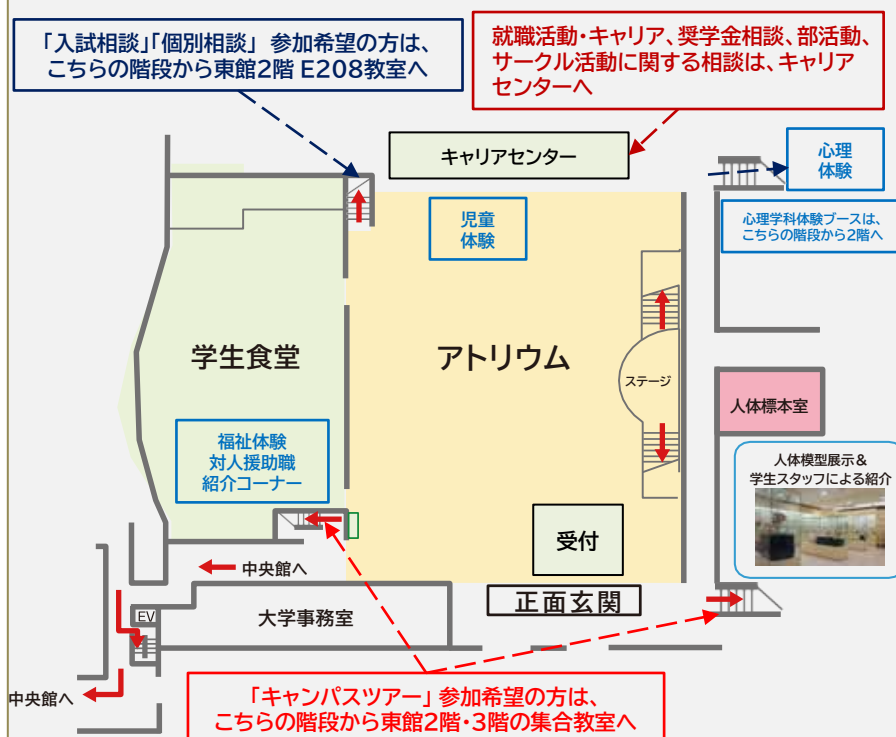 「入試相談」「個別相談」 参加希望の方は、
こちらの階段から東館2階 E208教室へ
就職活動・キャリア、奨学金相談、部活動、
サークル活動に関する相談は、キャリア
センターへ
キャリアセンター
心理
体験
児童
体験
心理学科体験ブースは、
こちらの階段から2階へ
学生食堂
アトリウム
ステージ
人体標本室
福祉体験
対人援助職
紹介コーナー
人体模型展示&
学生スタッフによる紹介
受付
中央館へ
正面玄関
EV
大学事務室
中央館へ
「キャンパスツアー」 参加希望の方は、
こちらの階段から東館2階・3階の集合教室へ